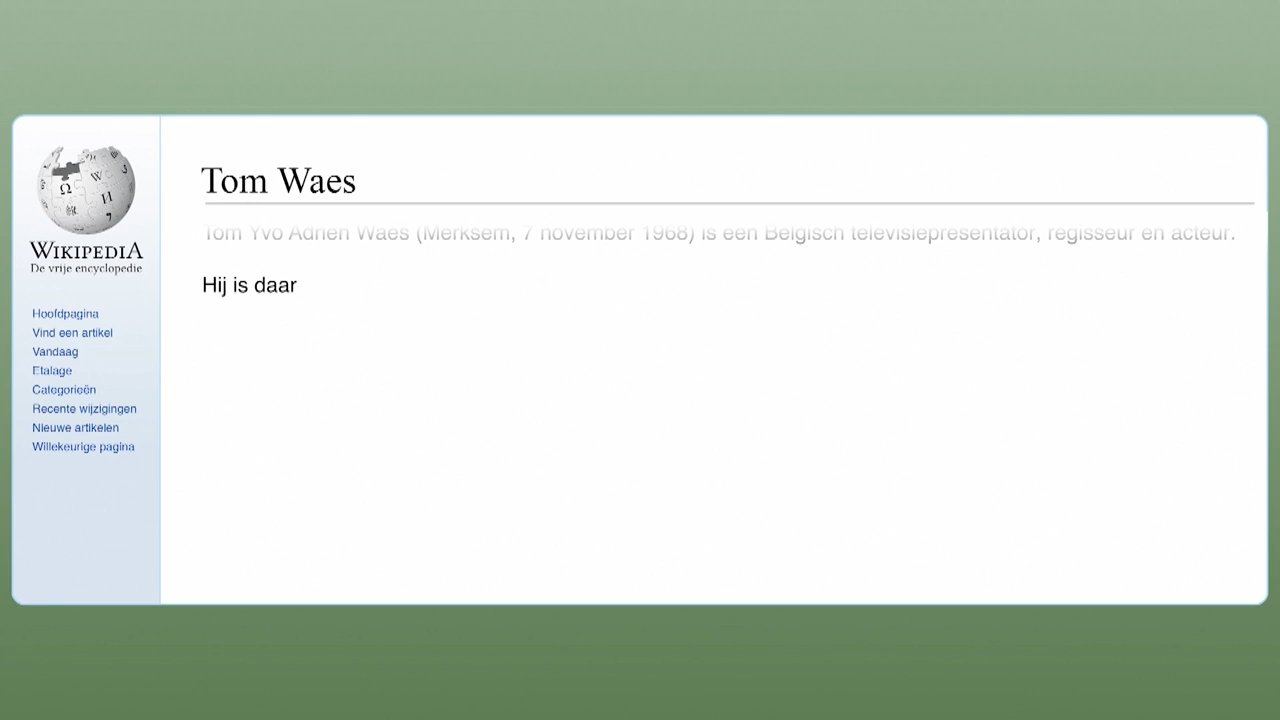 WIKIPEDIA
De vrije encyclopedie
Hoofdpagina
Vind een artikel
Vandaag
Etalage
Categorieën
Recente wijzigingen
Nieuwe artikelen
Willekeurige pagina
Tom Waes
Tom Yvo Adrien Waes (Merksem, 7 november 1968) is een Belgisch televisiepresentator, regisseur en acteur.
Hij is daar